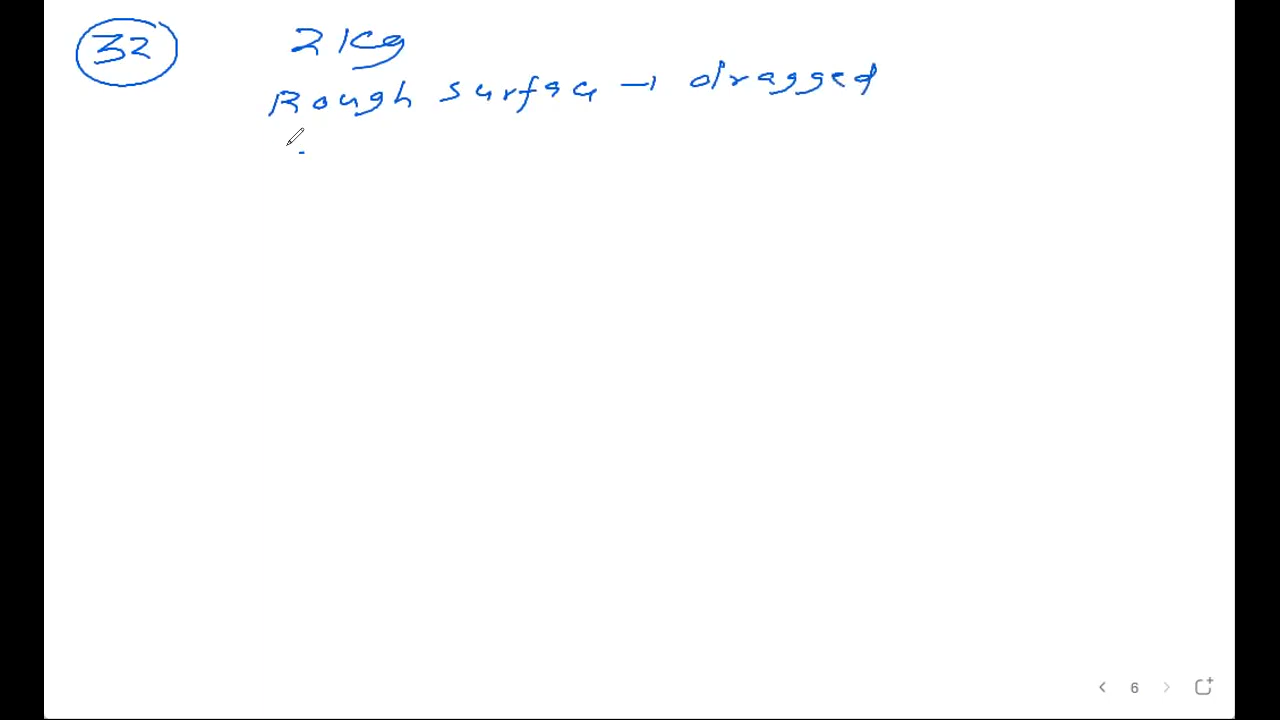 32 2 kg
Rough surface → dragged
6